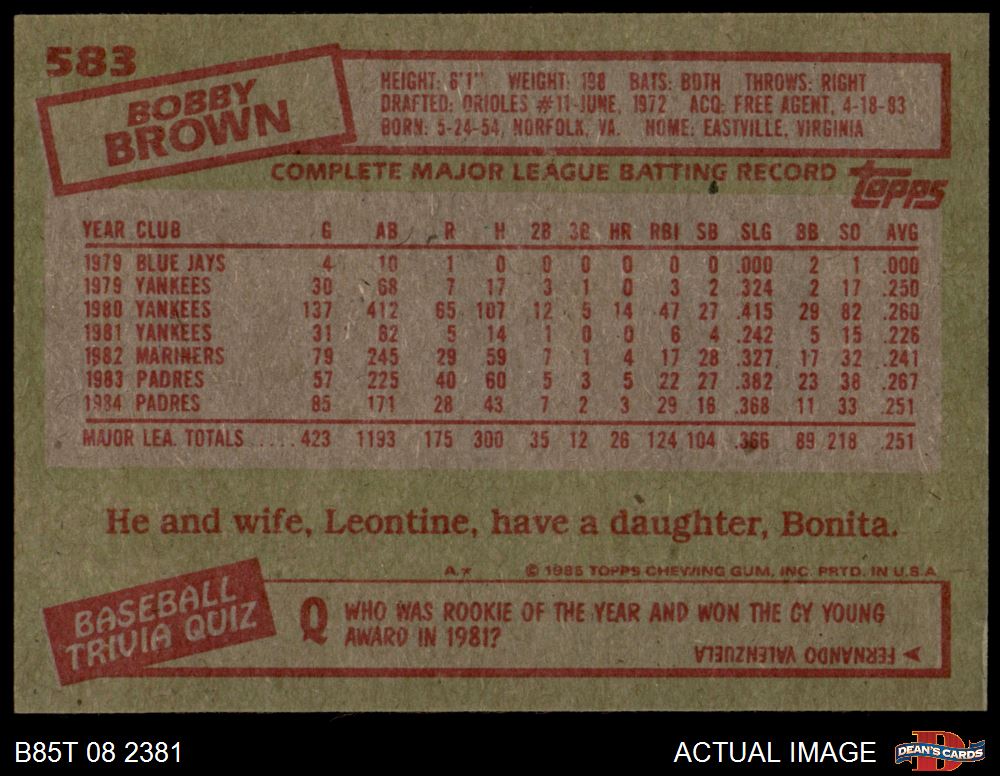 583
BOBBY
BROWN
HEIGHT: 6'1" WEIGHT: 198 BATS: BOTH THROWS: RIGHT
DRAFTED: ORIOLES #11-JUNE, 1972 ACQ: FREE AGENT, 4-18-83
BORN: 5-24-54, NORFOLK, VA. HOME: EASTVILLE, VIRGINIA
COMPLETE MAJOR LEAGUE BATTING RECORD
topps
YEAR CLUB G AB R H 2B 3B HR RBI SB SLG BB SO AVG
1979 BLUE JAYS 4 10 1 0 0 0 0 0 0 .000 2 1 .000
1979 YANKEES 30 68 7 17 3 1 0 3 2 .324 2 17 .250
1980 YANKEES 137 412 65 107 12 5 14 47 27 .415 29 82 .260
1981 YANKEES 31 62 5 14 1 0 0 6 4 .242 5 15 .226
1982 MARINERS 79 245 29 59 7 1 4 17 28 .327 17 32 .241
1983 PADRES 57 225 40 60 5 3 5 22 27 .382 23 38 .267
1984 PADRES 85 171 28 43 7 2 3 29 16 .368 11 33 .251
MAJOR LEA. TOTALS .... 423 1193 175 300 35 12 26 124 104 .366 89 218 .251
He and wife, Leontine, have a daughter, Bonita.
A.* © 1985 TOPPS CHEWING GUM, INC. PRTD. IN U.S.A.
BASEBALL
TRIVIA QUIZ
Q WHO WAS ROOKIE OF THE YEAR AND WON THE CY YOUNG
AWARD IN 1981?
FERNANDO VALENZUELA
B85T 08 2381
ACTUAL IMAGE
D
DEAN'S CARDS